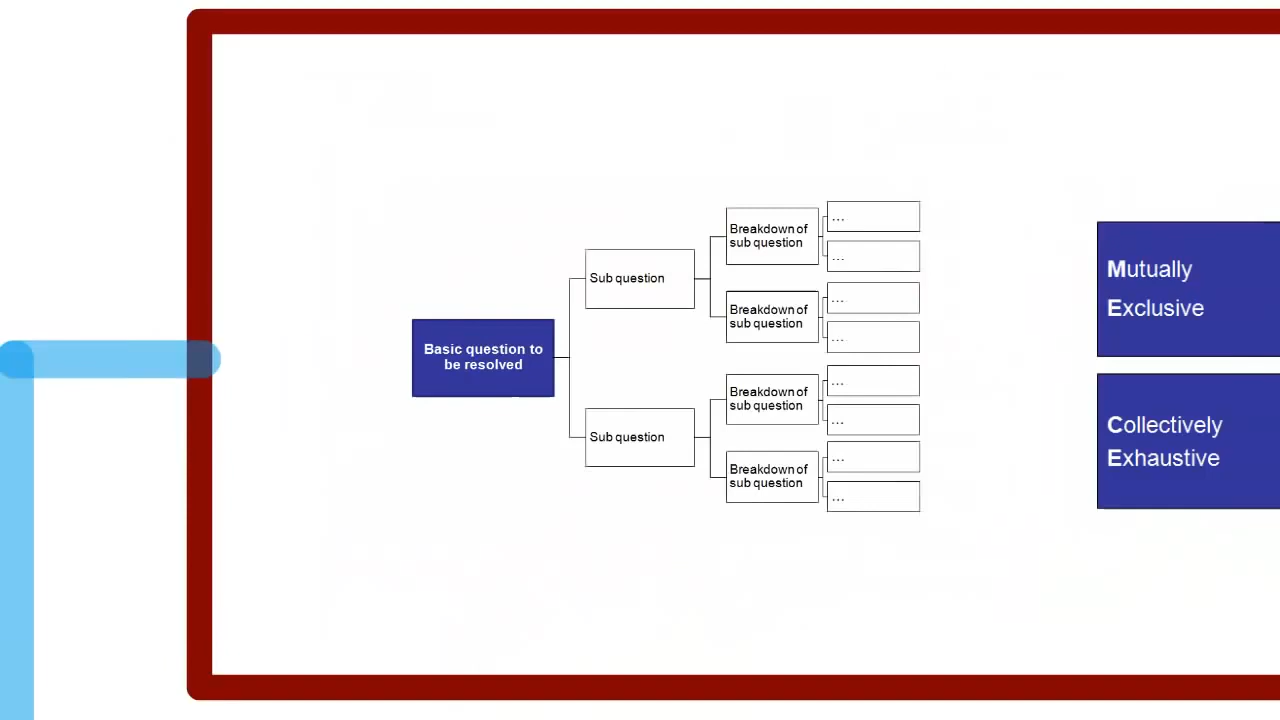 Basic question to
be resolved
Sub question
Sub question
Breakdown of
sub question
Breakdown of
sub question
Breakdown of
sub question
Breakdown of
sub question
...
...
...
...
...
...
...
...
Mutually
Exclusive
Collectively
Exhaustive